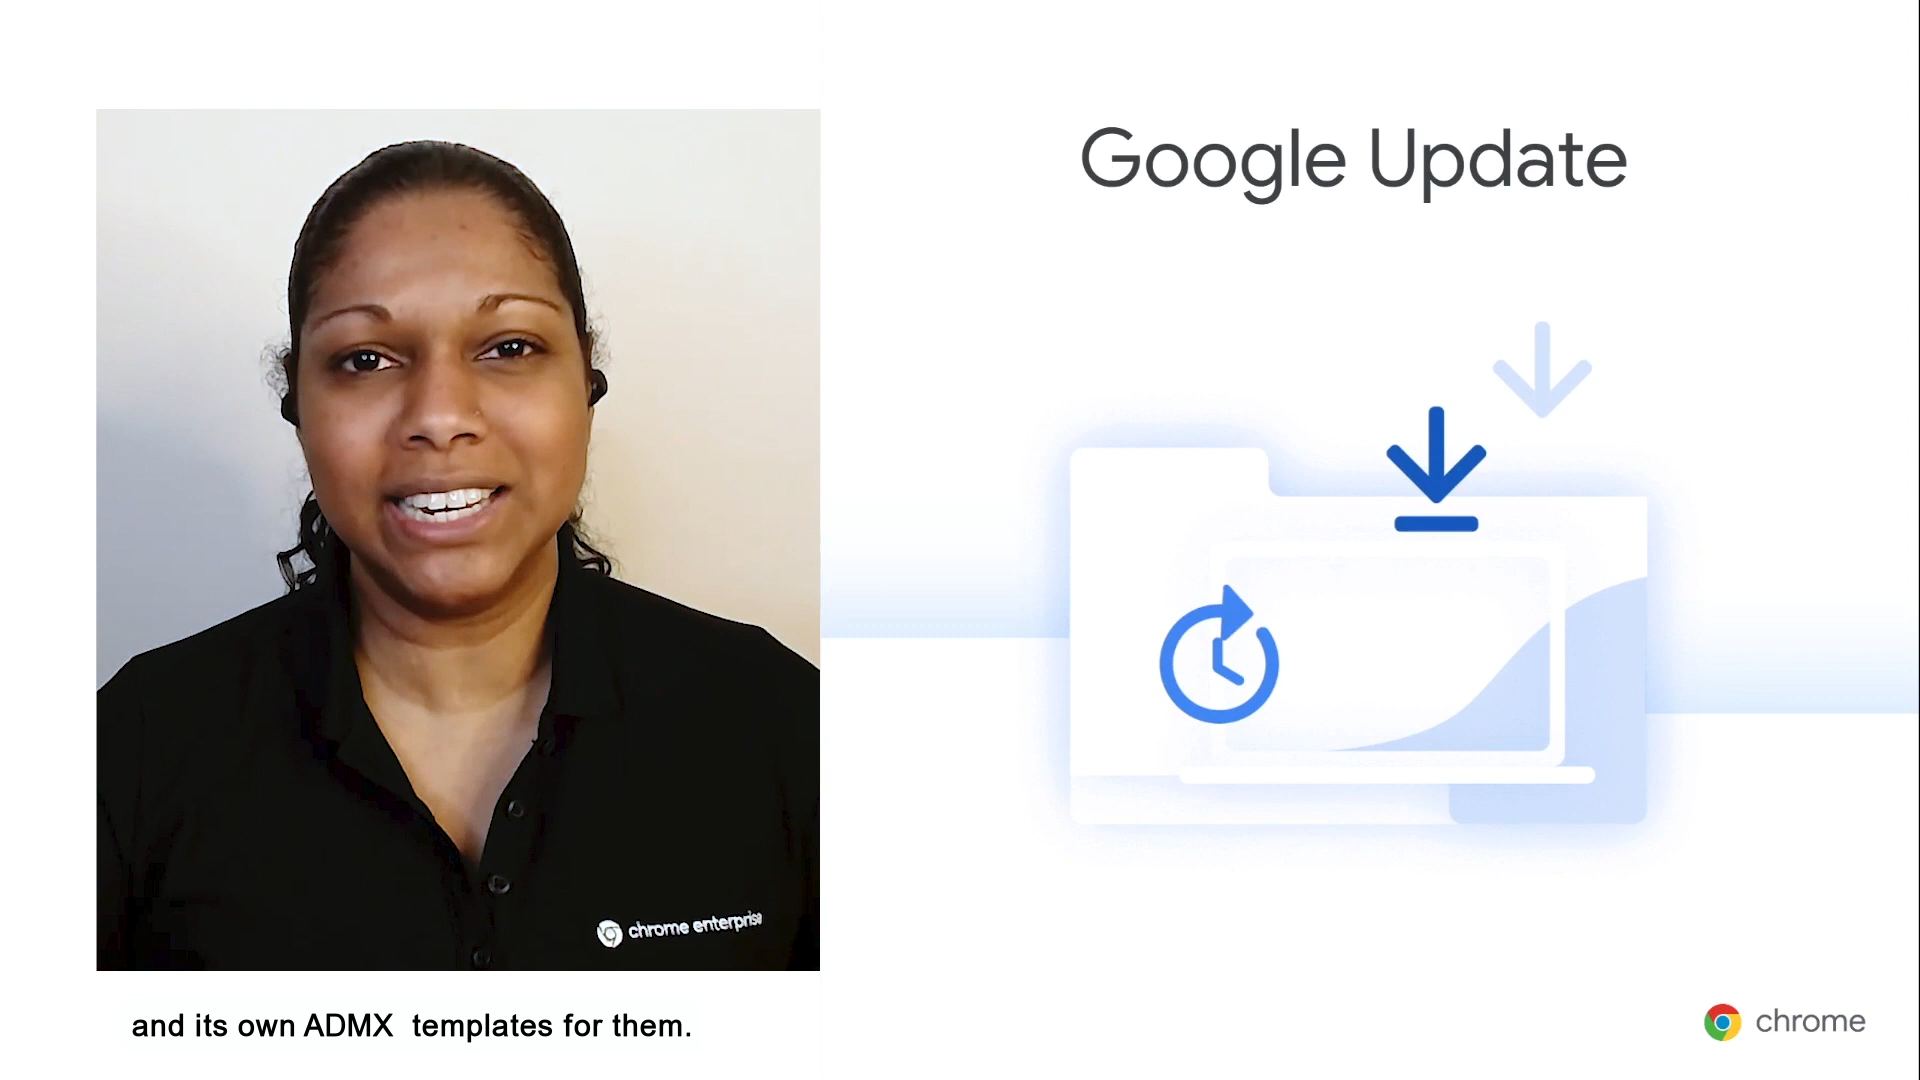 Google Update
chrome enterprise
and its own ADMX  templates for them.
chrome